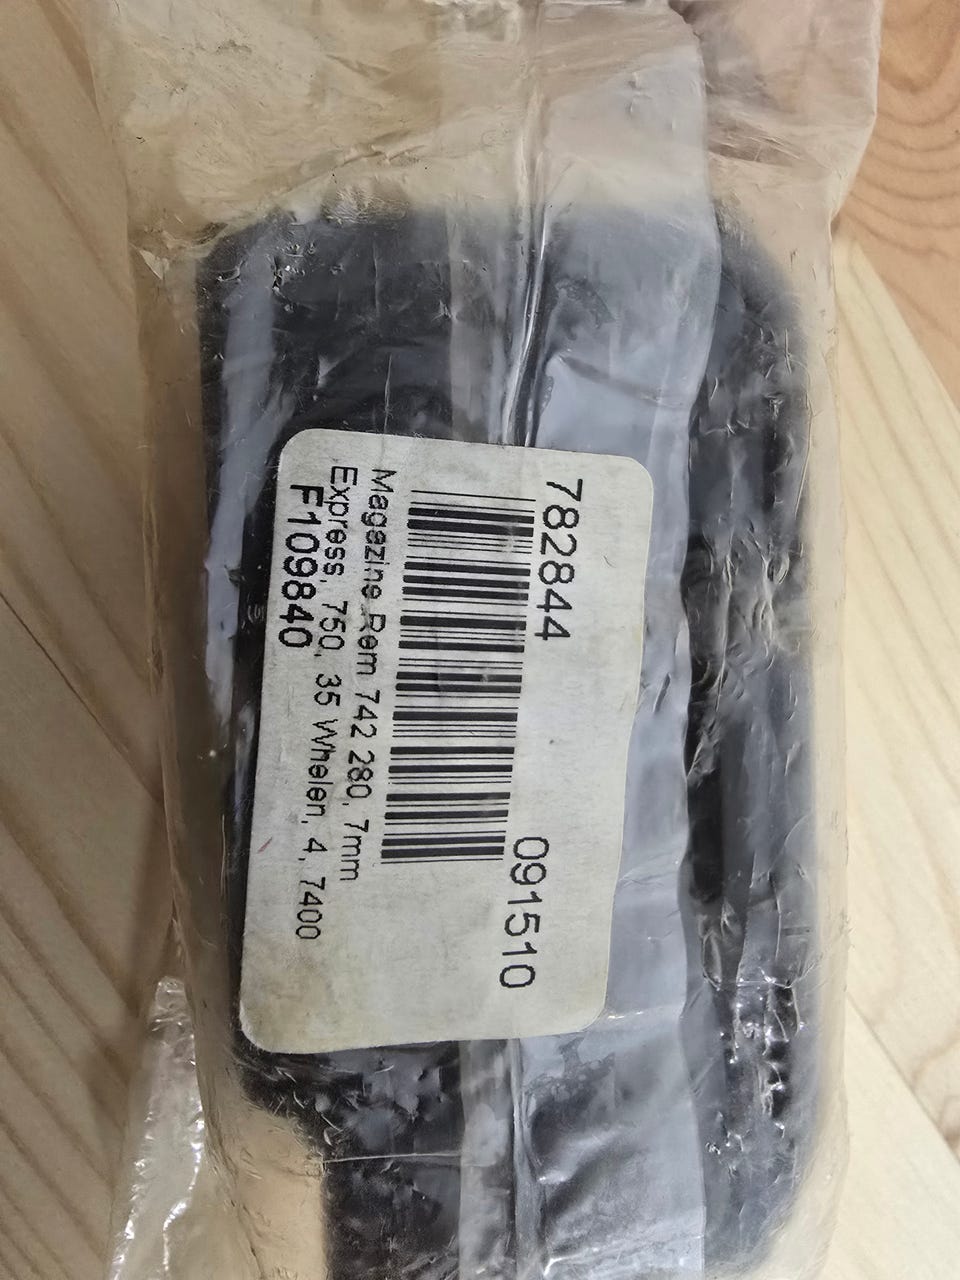 782844 091510
Magazine Rem 742 280, 7mm
Express, 750, 35 Whelen, 4, 7400
F109840